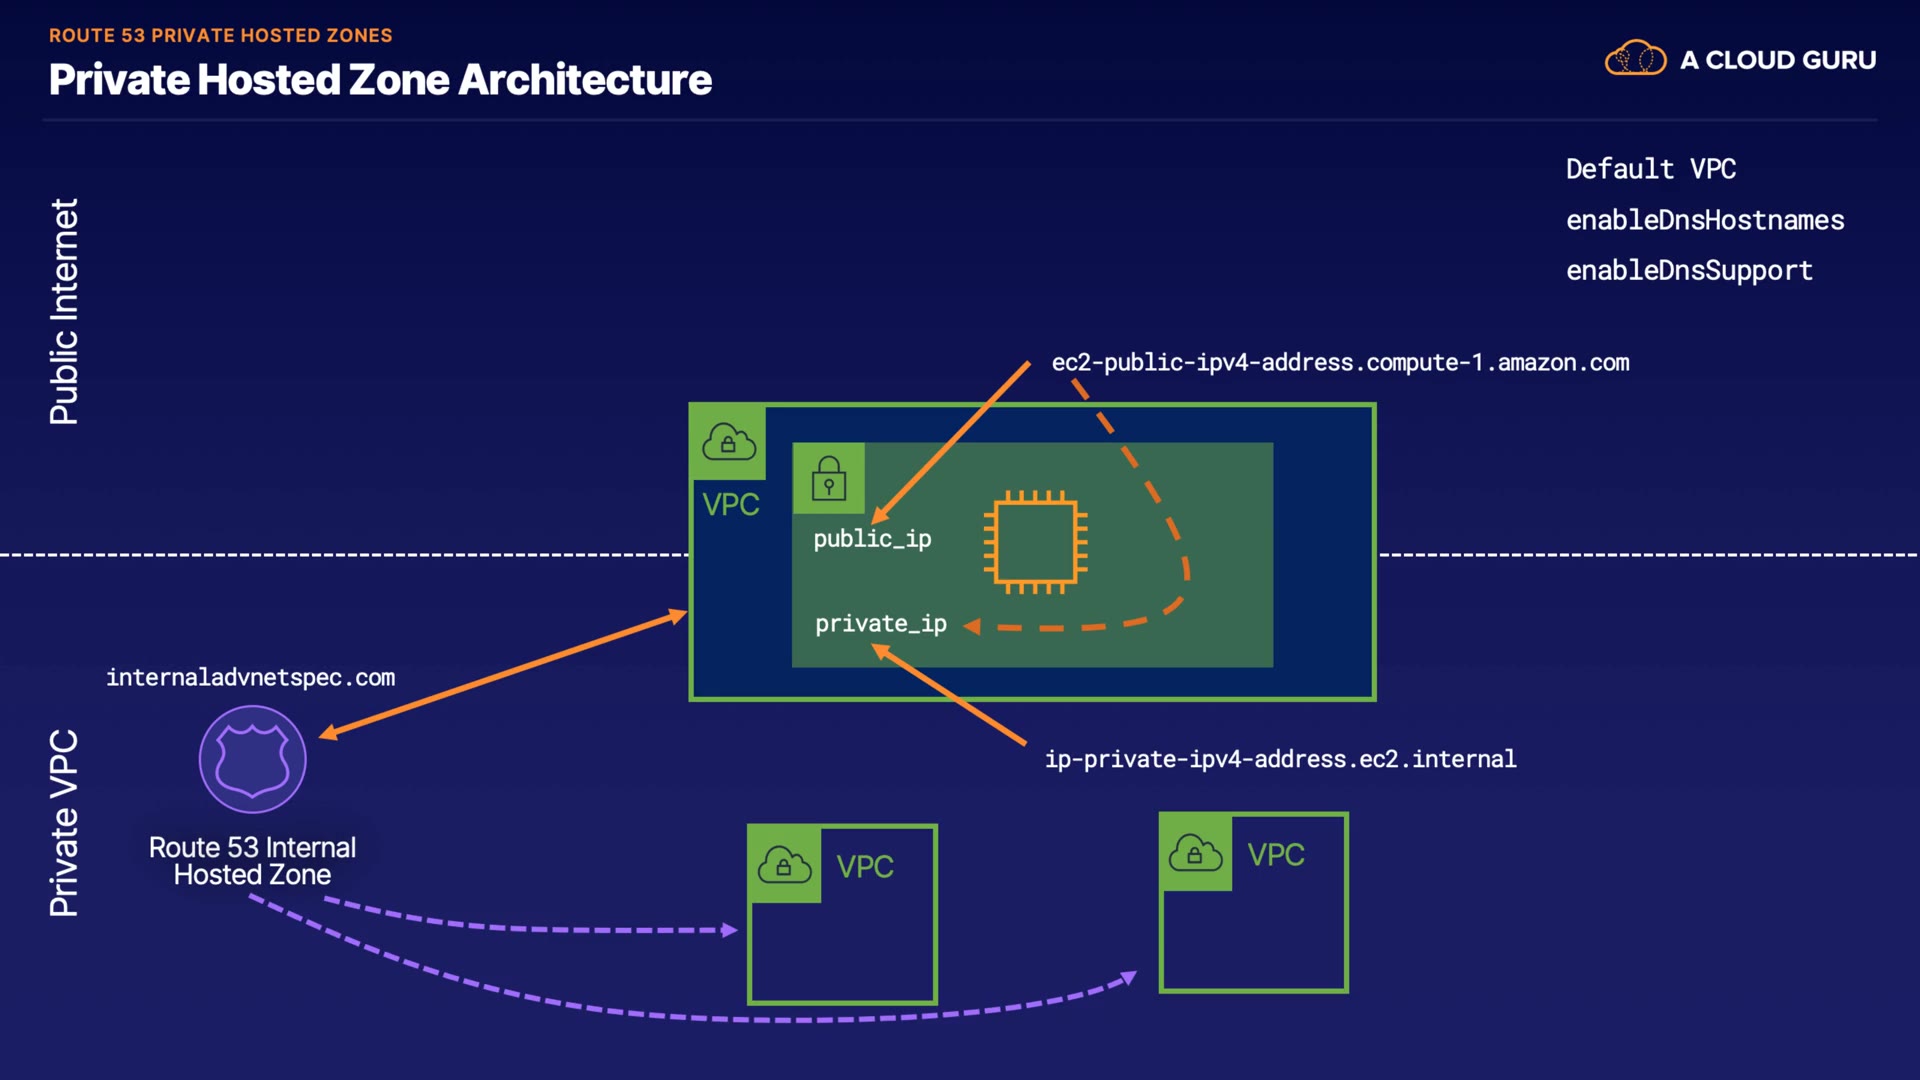 ROUTE 53 PRIVATE HOSTED ZONES
Private Hosted Zone Architecture
A CLOUD GURU
Default VPC
enableDnsHostnames
enableDnsSupport
Public Internet
ec2-public-ipv4-address.compute-1.amazon.com
VPC
public_ip
private_ip
internaladvnetspec.com
Private VPC
ip-private-ipv4-address.ec2.internal
Route 53 Internal
Hosted Zone
VPC
VPC